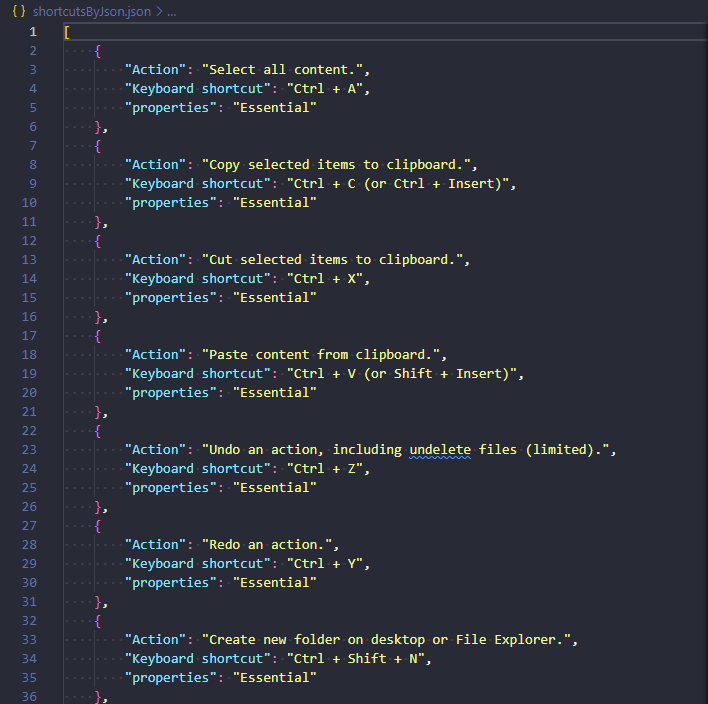 { } shortcutsByJson.json > ...
1 [
2 {
3 "Action": "Select all content.",
4 "Keyboard shortcut": "Ctrl + A",
5 "properties": "Essential"
6 },
7 {
8 "Action": "Copy selected items to clipboard.",
9 "Keyboard shortcut": "Ctrl + C (or Ctrl + Insert)",
10 "properties": "Essential"
11 },
12 {
13 "Action": "Cut selected items to clipboard.",
14 "Keyboard shortcut": "Ctrl + X",
15 "properties": "Essential"
16 },
17 {
18 "Action": "Paste content from clipboard.",
19 "Keyboard shortcut": "Ctrl + V (or Shift + Insert)",
20 "properties": "Essential"
21 },
22 {
23 "Action": "Undo an action, including undelete files (limited).",
24 "Keyboard shortcut": "Ctrl + Z",
25 "properties": "Essential"
26 },
27 {
28 "Action": "Redo an action.",
29 "Keyboard shortcut": "Ctrl + Y",
30 "properties": "Essential"
31 },
32 {
33 "Action": "Create new folder on desktop or File Explorer.",
34 "Keyboard shortcut": "Ctrl + Shift + N",
35 "properties": "Essential"
36 },